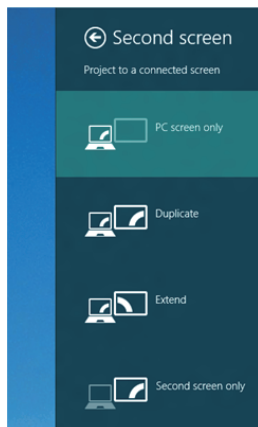 Second screen
Project to a connected screen
PC screen only
Duplicate
Extend
Second screen only